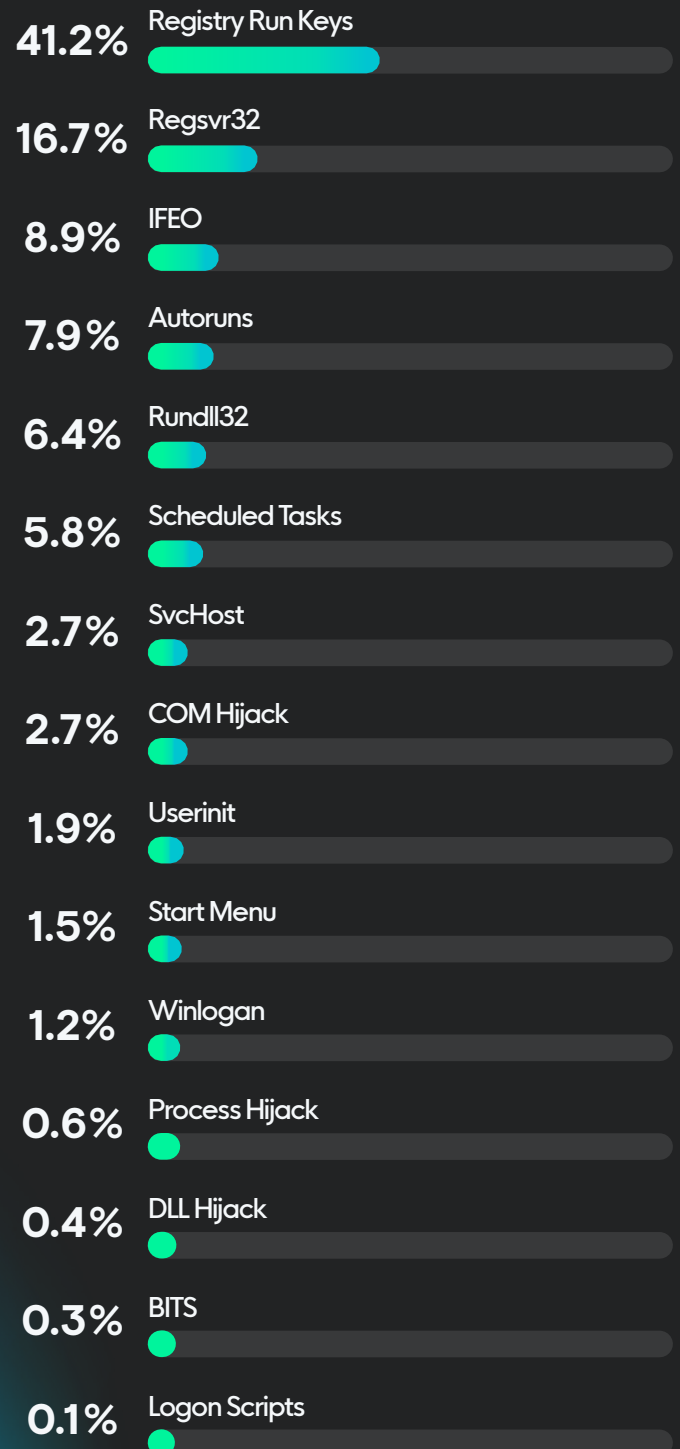 Registry Run Keys
41.2%
Regsvr32
16.7%
IFEO
8.9%
Autoruns
7.9%
Rundll32
6.4%
Scheduled Tasks
5.8%
SvcHost
2.7%
COM Hijack
2.7%
Userinit
1.9%
Start Menu
1.5%
Winlogan
1.2%
Process Hijack
0.6%
DLL Hijack
0.4%
BITS
0.3%
Logon Scripts
0.1%